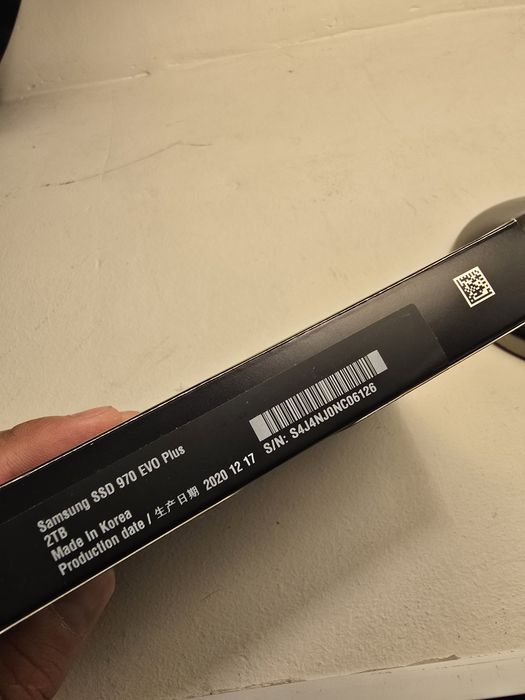 Samsung SSD 970 EVO Plus
2TB
Made in Korea
Production date / 生产日期 2020 12 17
S/N: S4J4NJ0NC06126